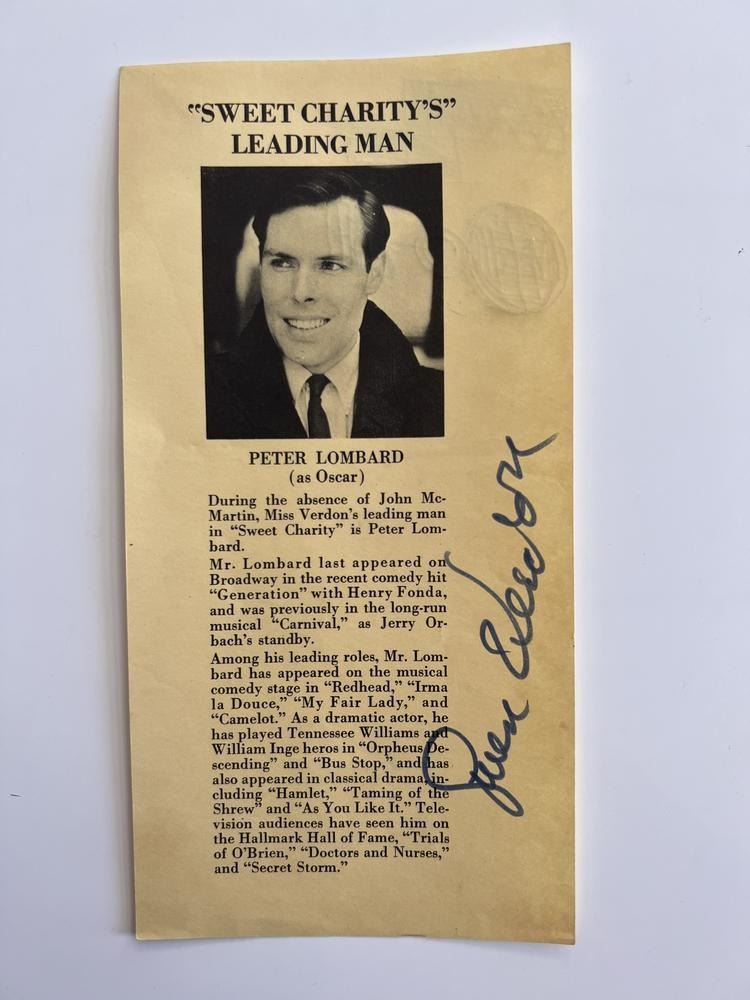 “SWEET CHARITY’S”
LEADING MAN
PETER LOMBARD
(as Oscar)
During the absence of John Mc-
Martin, Miss Verdon’s leading man
in “Sweet Charity” is Peter Lom-
bard.
Mr. Lombard last appeared on
Broadway in the recent comedy hit
“Generation” with Henry Fonda,
and was previously in the long-run
musical “Carnival,” as Jerry Or-
bach’s standby.
Among his leading roles, Mr. Lom-
bard has appeared on the musical
comedy stage in “Redhead,” “Irma
la Douce,” “My Fair Lady,” and
“Camelot.” As a dramatic actor, he
has played Tennessee Williams and
William Inge heros in “Orpheus De-
scending” and “Bus Stop,” and has
also appeared in classical drama, in-
cluding “Hamlet,” “Taming of the
Shrew” and “As You Like It.” Tele-
vision audiences have seen him on
the Hallmark Hall of Fame, “Trials
of O’Brien,” “Doctors and Nurses,”
and “Secret Storm.”
Gwen Verdon